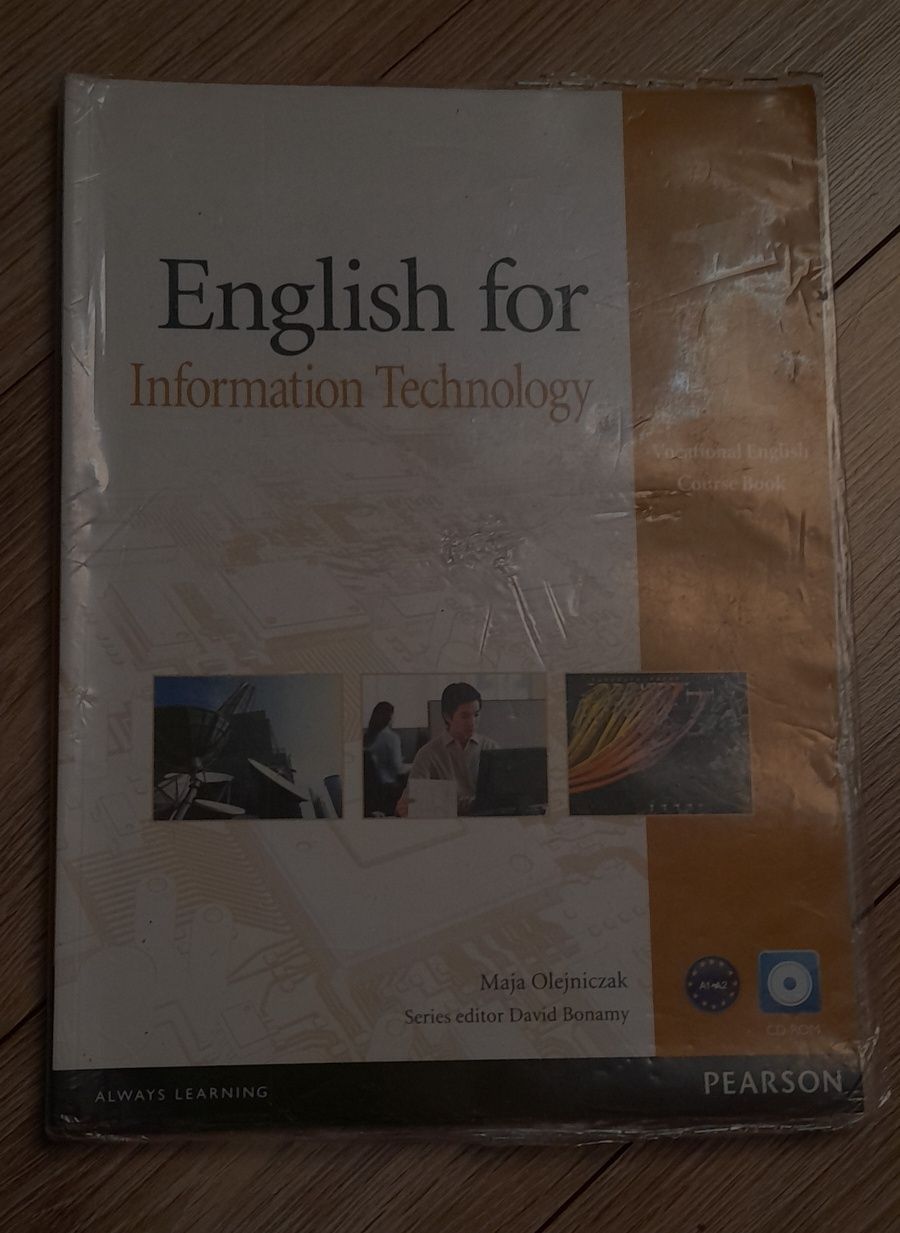 English for
Information Technology
Vocational English
Course Book
Maja Olejniczak
Series editor David Bonamy
A1-A2
CD-ROM
ALWAYS LEARNING
PEARSON